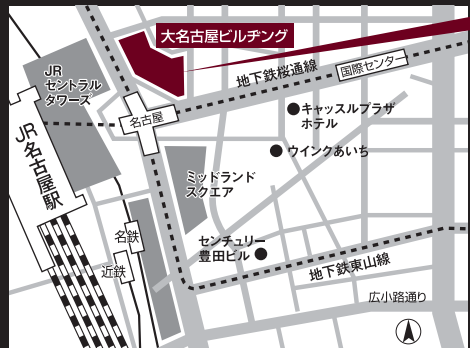 大名古屋ビルヂング
JR
セントラル
タワーズ
地下鉄桜通線
国際センター
キャッスルプラザ
ホテル
名古屋
JR名古屋駅
ウインクあいち
ミッドランド
スクエア
名鉄
近鉄
センチュリー
豊田ビル
地下鉄東山線
広小路通り